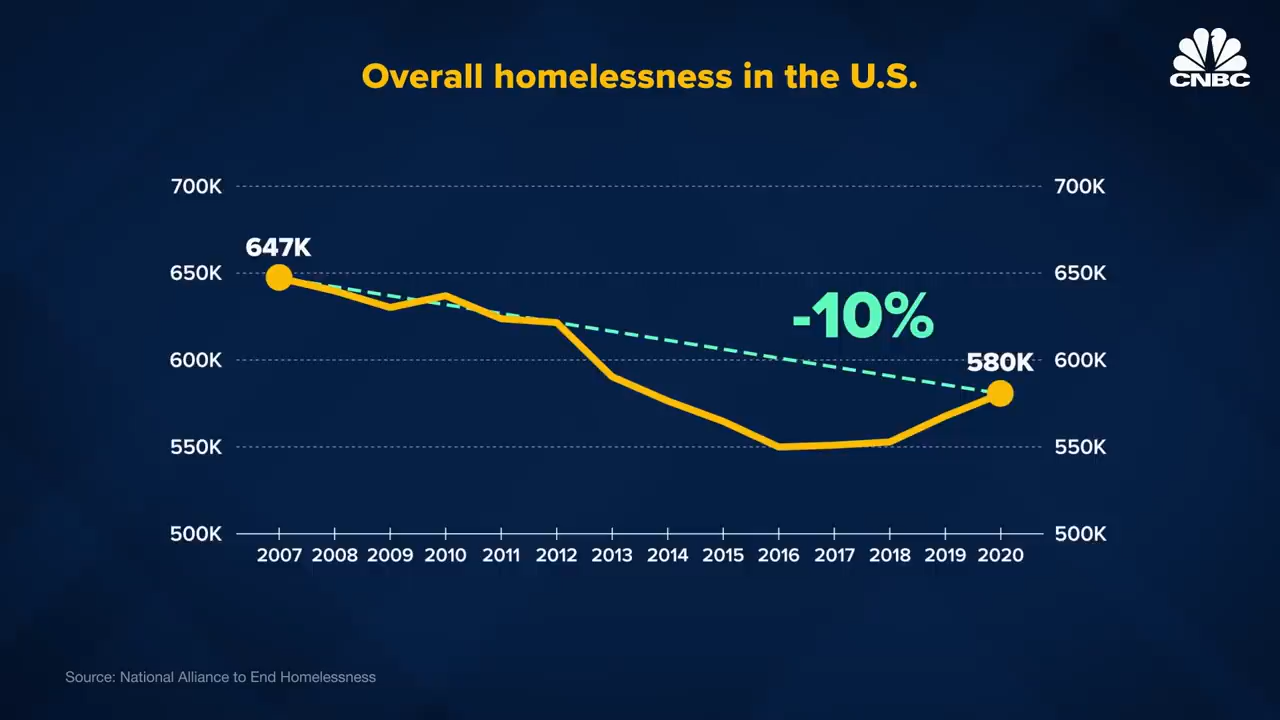 CNBC
Overall homelessness in the U.S.
700K 700K
647K
650K 650K
-10%
600K 580K 600K
550K 550K
500K 500K
2007 2008 2009 2010 2011 2012 2013 2014 2015 2016 2017 2018 2019 2020
Source: National Alliance to End Homelessness